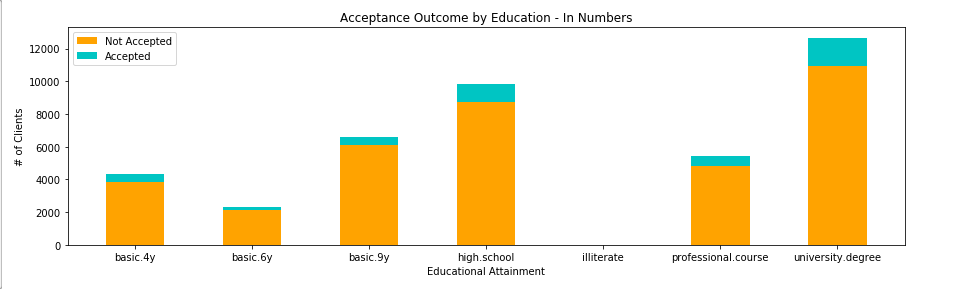 Acceptance Outcome by Education - In Numbers
Not Accepted
Accepted
12000
10000
8000
6000
4000
2000
0
# of Clients
basic.4y basic.6y basic.9y high.school illiterate professional.course university.degree
Educational Attainment